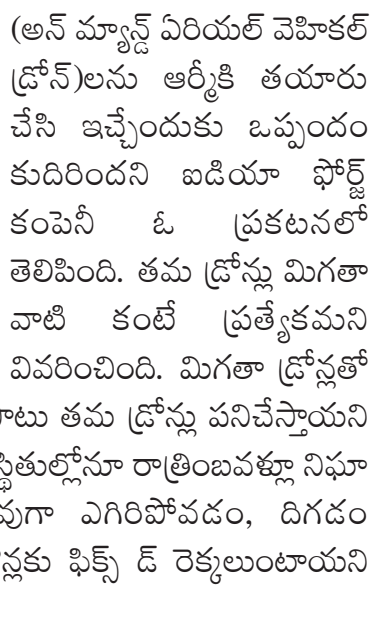 (అన్ మ్యాన్డ్ ఏరియల్ వెహికల్
డ్రోన్)లను ఆర్మీకి తయారు
చేసి ఇచ్చేందుకు ఒప్పందం
కుదిరిందని ఐడియా ఫోర్జ్
కంపెనీ ఓ ప్రకటనలో
తెలిపింది. తమ డ్రోన్లు మిగతా
వాటి కంటే ప్రత్యేకమని
వివరించింది. మిగతా డ్రోన్లతో
తమ డ్రోన్లు పనిచేస్తాయని
రాత్రింబవళ్లూ నిఘా
ఎగిరిపోవడం, దిగడం
ఫిక్స్ డ్ రెక్కలుంటాయని